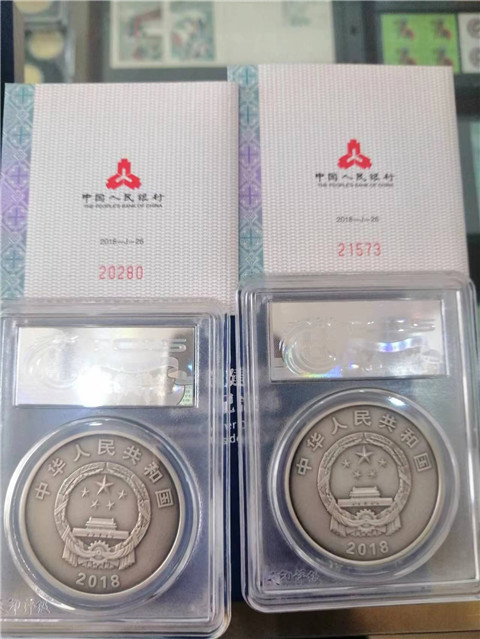 中国人民银行
THE PEOPLE'S BANK OF CHINA
2018-J-26
20280
中国人民银行
THE PEOPLE'S BANK OF CHINA
2018-J-26
21573
中华人民共和国
2018
中华人民共和国
2018